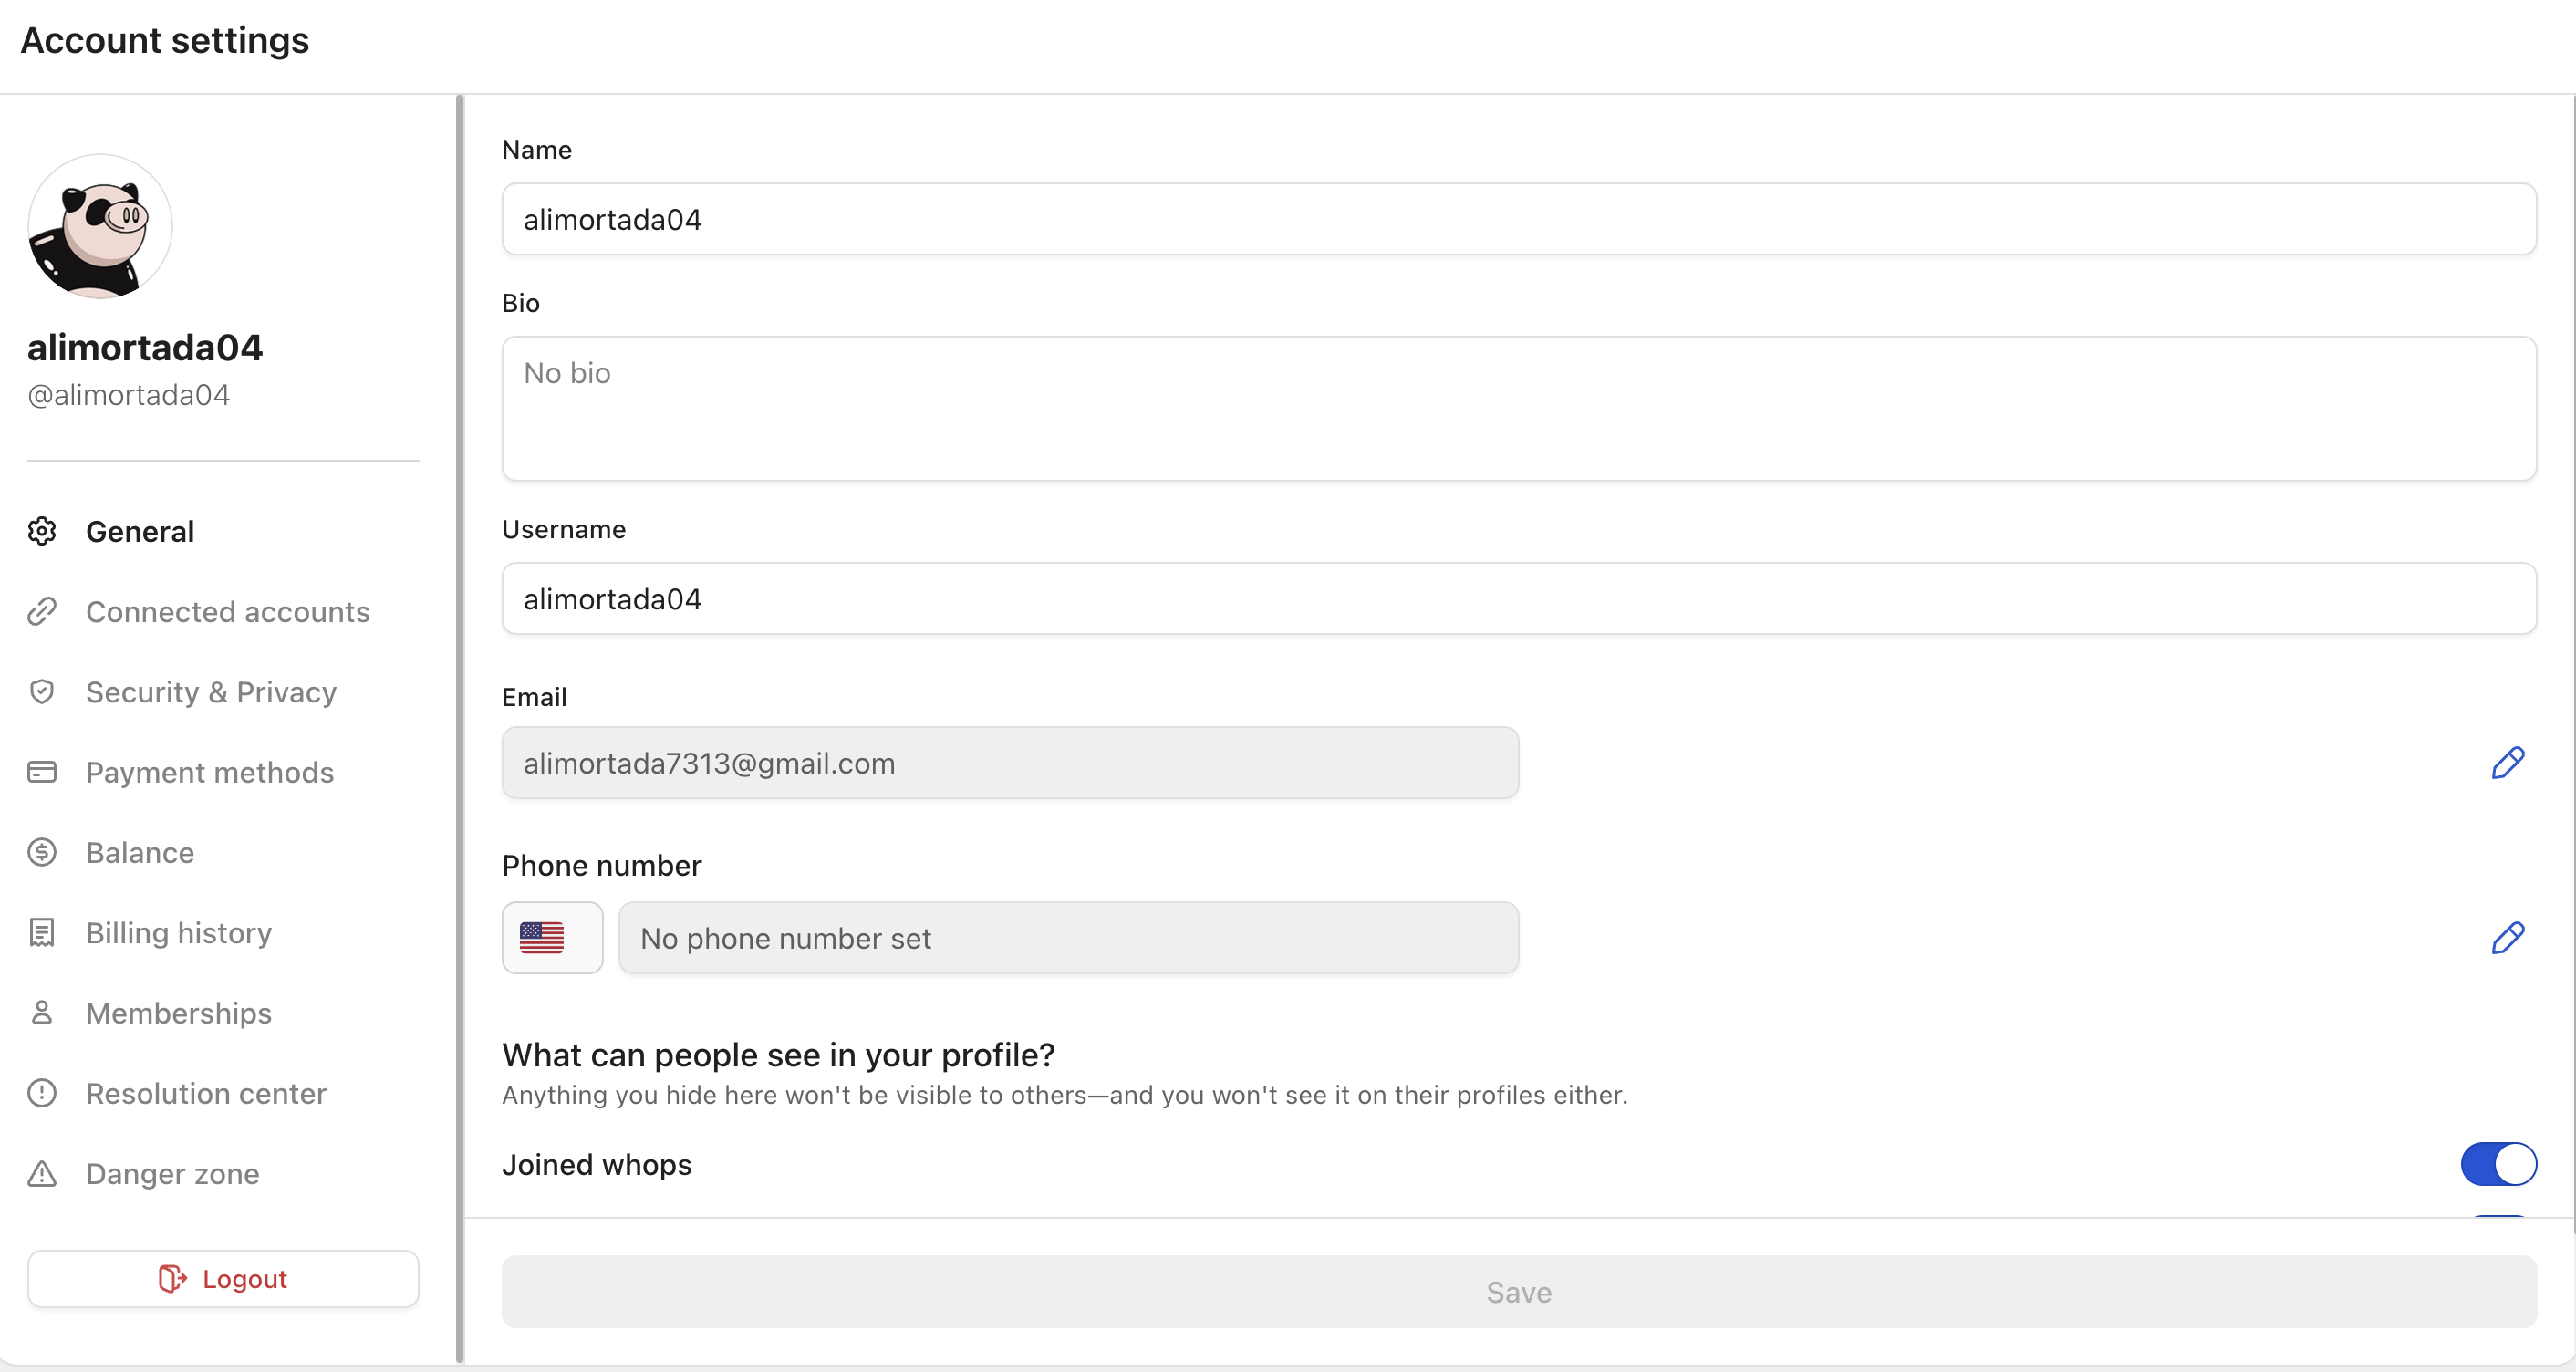 Account settings
alimortada04
@alimortada04
General
Connected accounts
Security & Privacy
Payment methods
Balance
Billing history
Memberships
Resolution center
Danger zone
Logout
Name
alimortada04
Bio
No bio
Username
alimortada04
Email
alimortada7313@gmail.com
Phone number
No phone number set
What can people see in your profile?
Anything you hide here won't be visible to others—and you won't see it on their profiles either.
Joined whops
Save